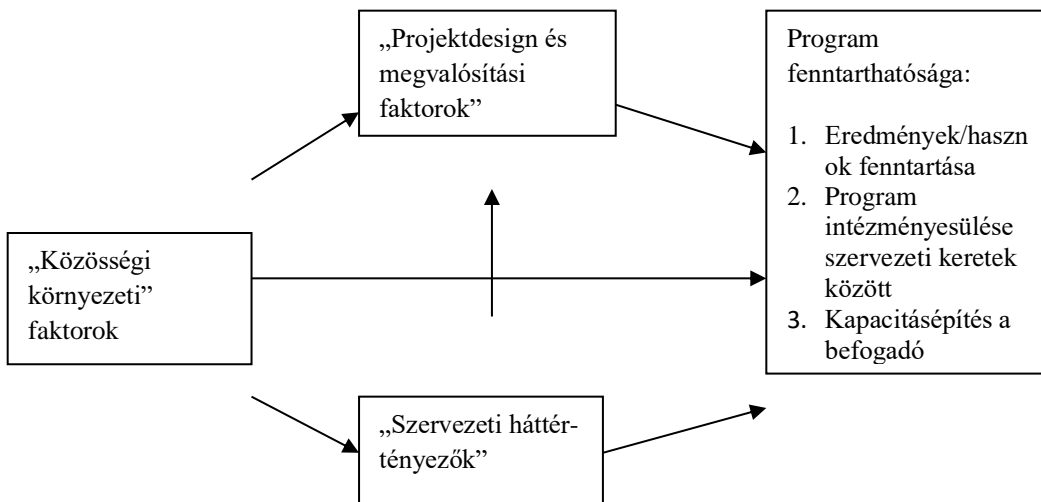 „Projektdesign és
megvalósítási
faktorok”
Program
fenntarthatósága:
1. Eredmények/haszn
ok fenntartása
2. Program
intézményesülése
szervezeti keretek
között
3. Kapacitásépítés a
befogadó
„Közösségi
környezeti”
faktorok
„Szervezeti háttér-
tényezők”